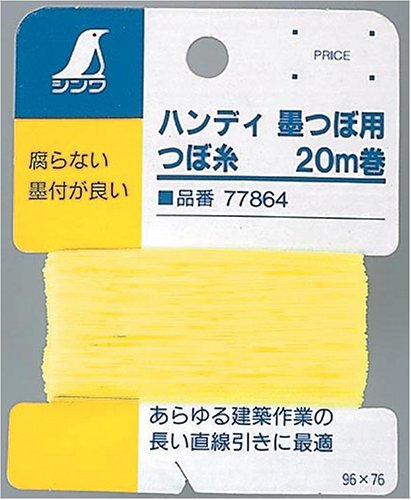 シンワ
PRICE
ハンディ 墨つぼ用
つぼ糸 20m巻
■品番 77864
腐らない
墨付が良い
あらゆる建築作業の
長い直線引きに最適
96×76